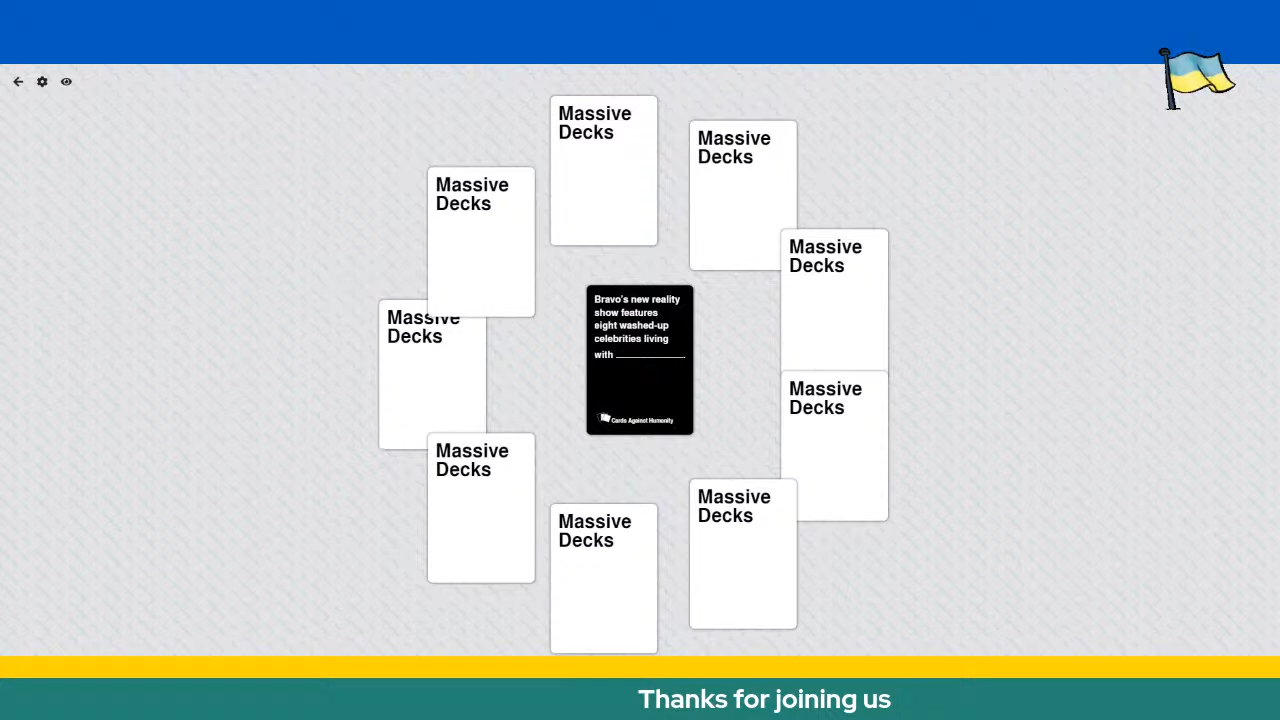 Massive
Decks
Massive
Decks
Massive
Decks
Massive
Decks
Bravo's new reality
show features
eight washed-up
celebrities living
with ____________.
Cards Against Humanity
Massive
Decks
Massive
Decks
Massive
Decks
Massive
Decks
Massive
Decks
Thanks for joining us